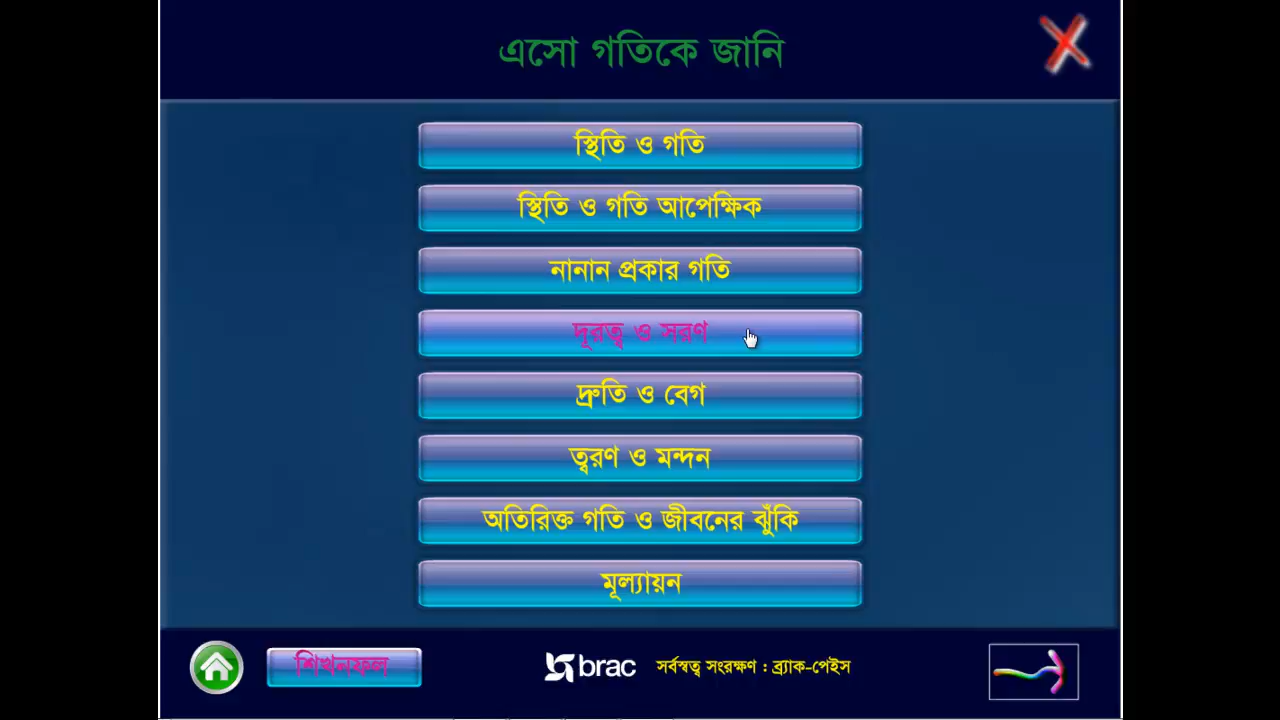 এসো গতিকে জানি
স্থিতি ও গতি
স্থিতি ও গতি আপেক্ষিক
নানান প্রকার গতি
দূরত্ব ও সরণ
দ্রুতি ও বেগ
ত্বরণ ও মন্দন
অতিরিক্ত গতি ও জীবনের ঝুঁকি
মূল্যায়ন
শিখনফল
brac সর্বস্বত্ব সংরক্ষণ : ব্র্যাক-পেইস